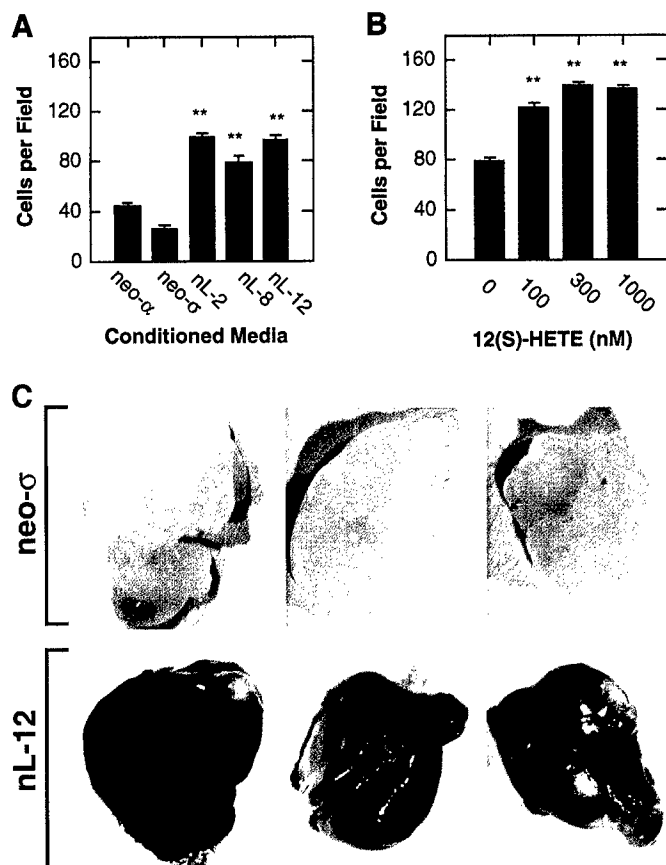 A
Cells per Field
160
120
80
40
0
**
**
**
neo-α
neo-σ
nL-2
nL-8
nL-12
Conditioned Media
B
Cells per Field
160
120
80
40
0
**
**
**
0
100
300
1000
12(S)-HETE (nM)
C
neo-σ
nL-12